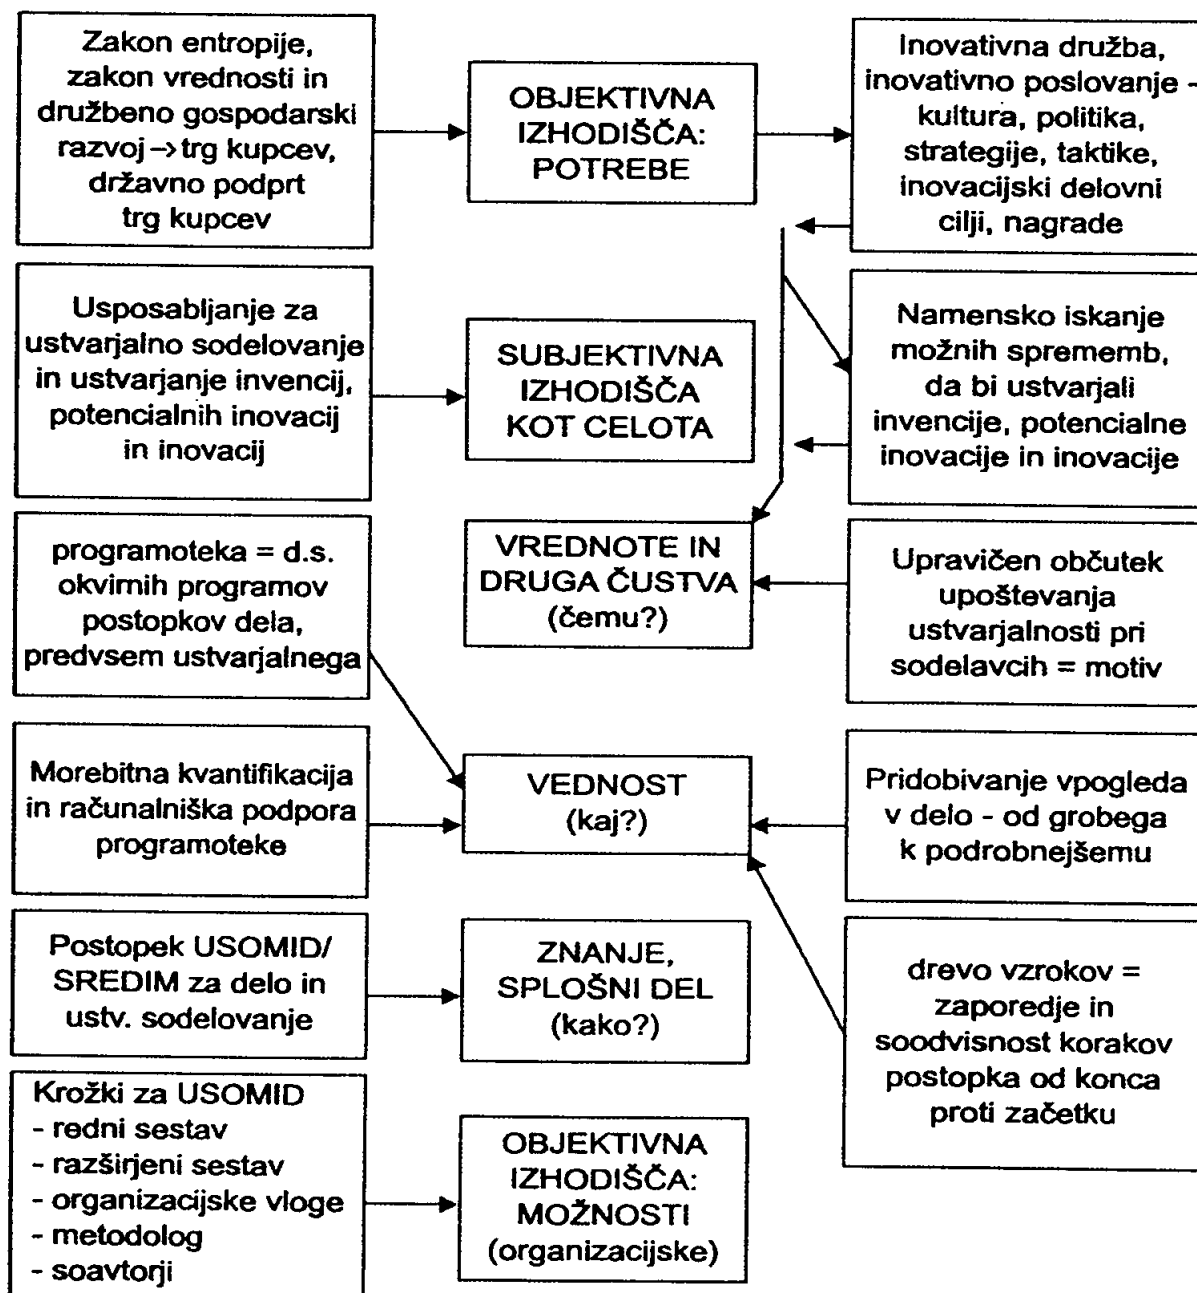 Zakon entropije,
zakon vrednosti in
družbeno gospodarski
razvoj→trg kupcev,
državno podprt
trg kupcev
OBJEKTIVNA
IZHODIŠČA:
POTREBE
Inovativna družba,
inovativno poslovanje -
kultura, politika,
strategije, taktike,
inovacijski delovni
cilji, nagrade
Usposabljanje za
ustvarjalno sodelovanje
in ustvarjanje invencij,
potencialnih inovacij
in inovacij
SUBJEKTIVNA
IZHODIŠČA
KOT CELOTA
Namensko iskanje
možnih sprememb,
da bi ustvarjali
invencije, potencialne
inovacije in inovacije
programoteka = d.s.
okvirnih programov
postopkov dela,
predvsem ustvarjalnega
VREDNOTE IN
DRUGA ČUSTVA
(čemu?)
Upravičen občutek
upoštevanja
ustvarjalnosti pri
sodelavcih = motiv
Morebitna kvantifikacija
in računalniška podpora
programoteke
VEDNOST
(kaj?)
Pridobivanje vpogleda
v delo - od grobega
k podrobnejšemu
Postopek USOMID/
SREDIM za delo in
ustv. sodelovanje
ZNANJE,
SPLOŠNI DEL
(kako?)
drevo vzrokov =
zaporedje in
soodvisnost korakov
postopka od konca
proti začetku
Krožki za USOMID
- redni sestav
- razširjeni sestav
- organizacijske vloge
- metodolog
- soavtorji
OBJEKTIVNA
IZHODIŠČA:
MOŽNOSTI
(organizacijske)